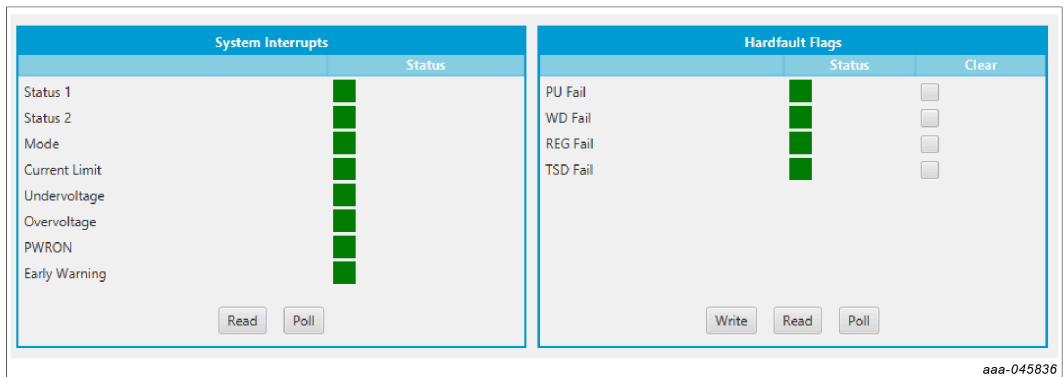 System Interrupts
Status
Status 1
Status 2
Mode
Current Limit
Undervoltage
Overvoltage
PWRON
Early Warning
Read Poll
Hardfault Flags
Status Clear
PU Fail
WD Fail
REG Fail
TSD Fail
Write Read Poll
aaa-045836